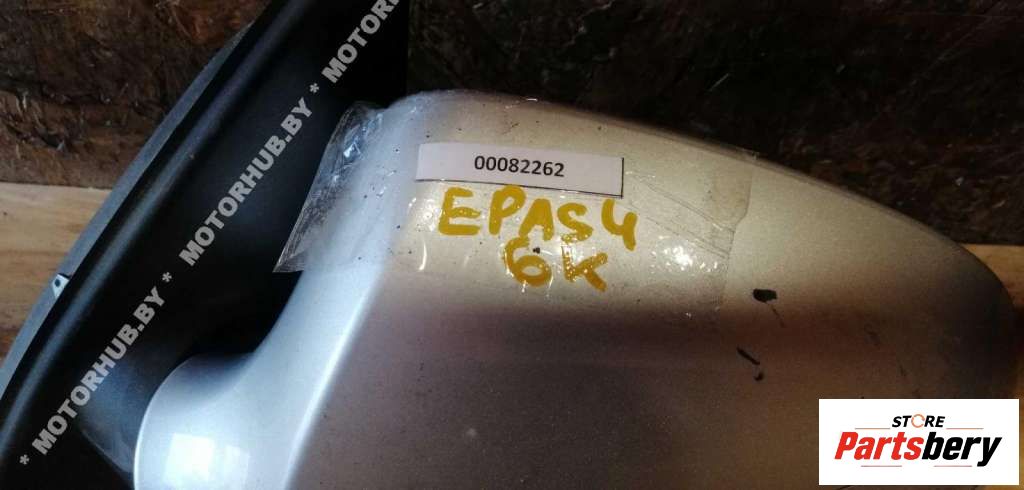 * MOTORHUB.BY * MOTORHUB.BY * MOTOR
00082262
EPAS4
6K
STORE
Partsbery